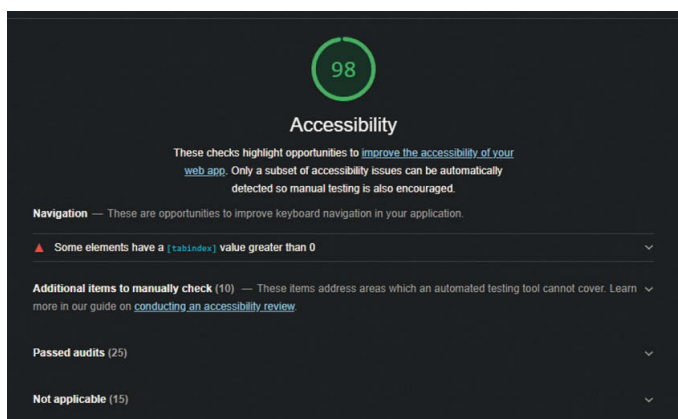 98
Accessibility
These checks highlight opportunities to improve the accessibility of your
web app. Only a subset of accessibility issues can be automatically
detected so manual testing is also encouraged.
Navigation — These are opportunities to improve keyboard navigation in your application.
Some elements have a [tabindex] value greater than 0
Additional items to manually check (10) — These items address areas which an automated testing tool cannot cover. Learn
more in our guide on conducting an accessibility review.
Passed audits (25)
Not applicable (15)